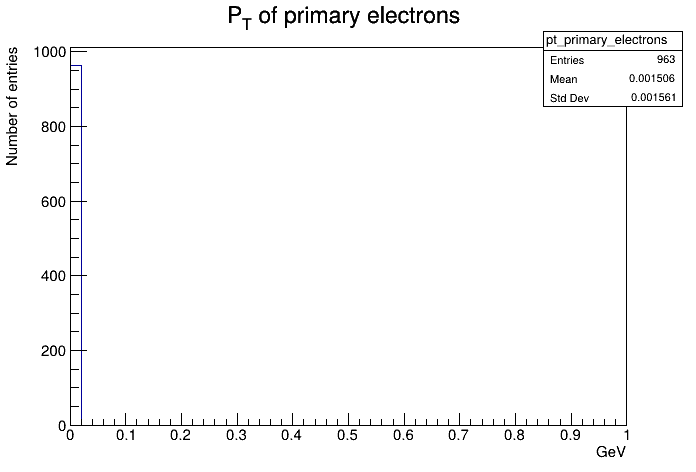 P_T of primary electrons
pt_primary_electrons
Entries 963
Mean 0.001506
Std Dev 0.001561
Number of entries
1000
800
600
400
200
0
0 0.1 0.2 0.3 0.4 0.5 0.6 0.7 0.8 0.9 1
GeV